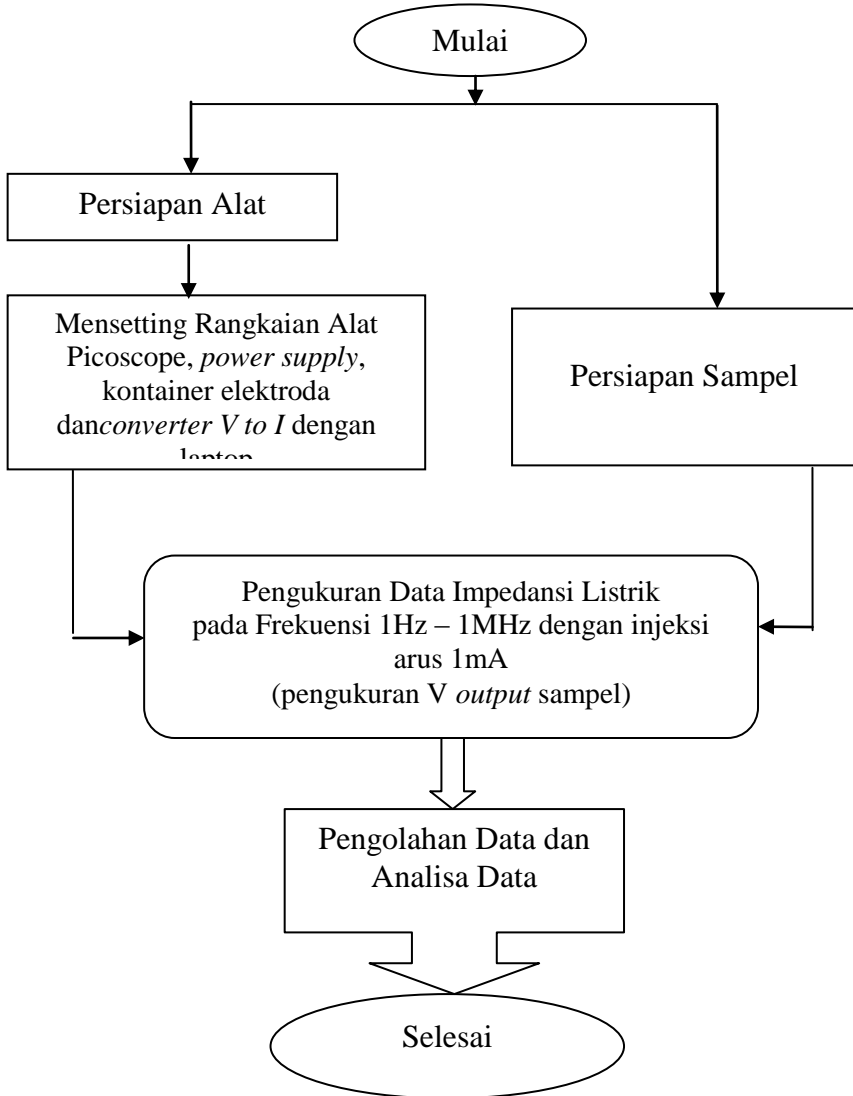 Mulai
Persiapan Alat
Mensetting Rangkaian Alat
Picoscope, power supply,
kontainer elektroda
danconverter V to I dengan
laptop
Persiapan Sampel
Pengukuran Data Impedansi Listrik
pada Frekuensi 1Hz – 1MHz dengan injeksi
arus 1mA
(pengukuran V output sampel)
Pengolahan Data dan
Analisa Data
Selesai